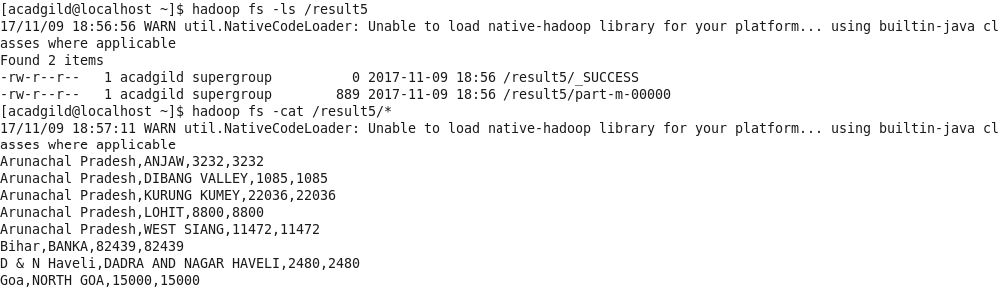 [acadgild@localhost ~]$ hadoop fs -ls /result5
17/11/09 18:56:56 WARN util.NativeCodeLoader: Unable to load native-hadoop library for your platform... using builtin-java cl
asses where applicable
Found 2 items
-rw-r--r--   1 acadgild supergroup          0 2017-11-09 18:56 /result5/_SUCCESS
-rw-r--r--   1 acadgild supergroup        889 2017-11-09 18:56 /result5/part-m-00000
[acadgild@localhost ~]$ hadoop fs -cat /result5/*
17/11/09 18:57:11 WARN util.NativeCodeLoader: Unable to load native-hadoop library for your platform... using builtin-java cl
asses where applicable
Arunachal Pradesh,ANJAW,3232,3232
Arunachal Pradesh,DIBANG VALLEY,1085,1085
Arunachal Pradesh,KURUNG KUMEY,22036,22036
Arunachal Pradesh,LOHIT,8800,8800
Arunachal Pradesh,WEST SIANG,11472,11472
Bihar,BANKA,82439,82439
D & N Haveli,DADRA AND NAGAR HAVELI,2480,2480
Goa,NORTH GOA,15000,15000